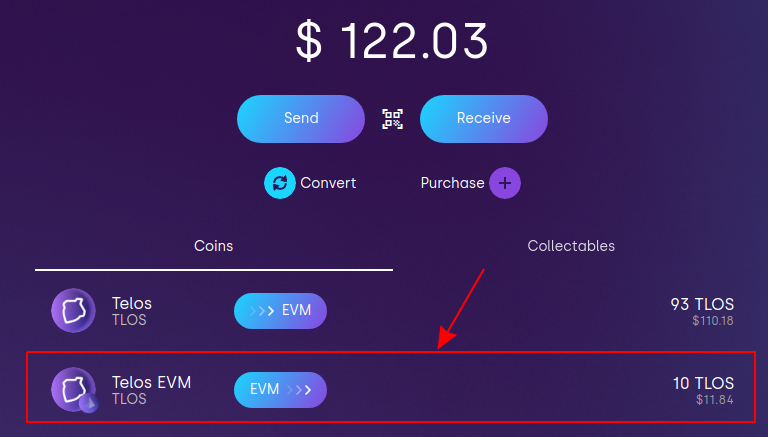 $ 122.03
Send
Receive
Convert
Purchase
Coins
Collectables
Telos
TLOS
EVM
93 TLOS
$110.18
Telos EVM
TLOS
EVM
10 TLOS
$11.84